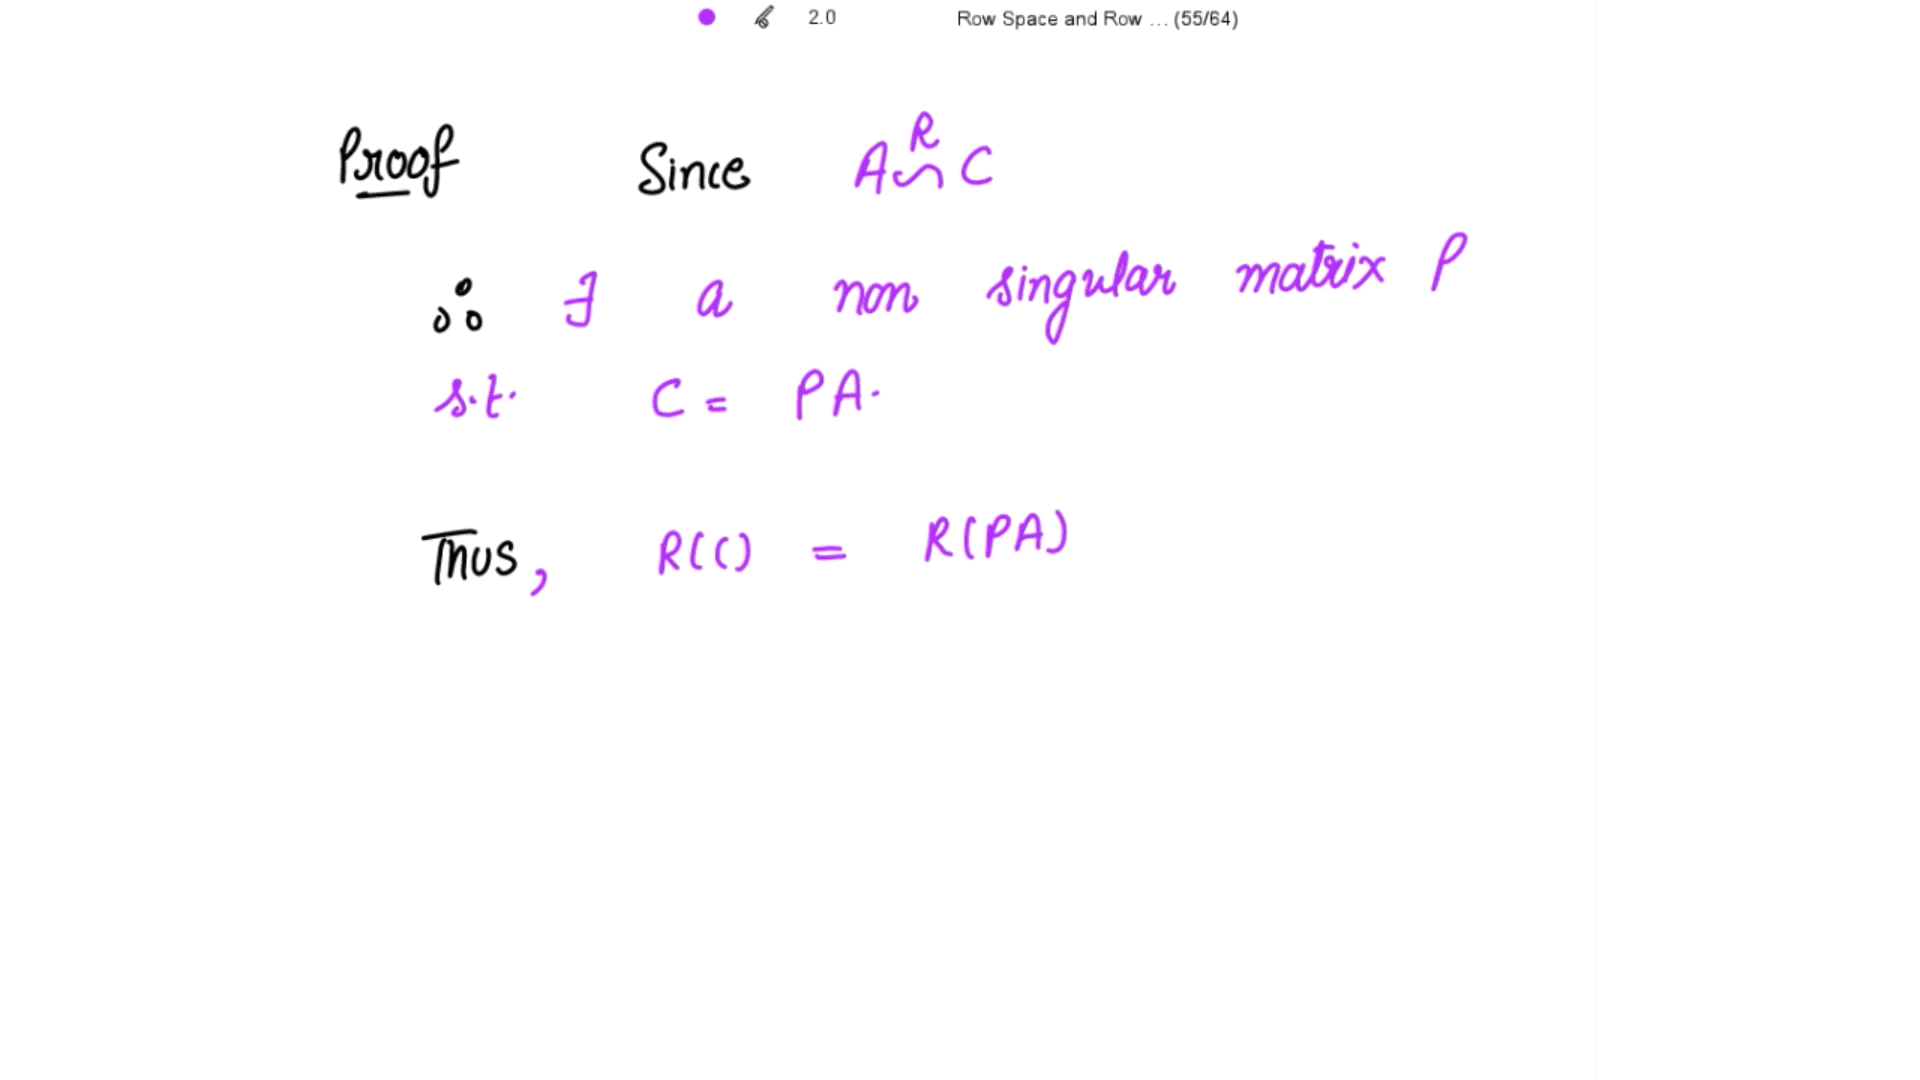 2.0 Row Space and Row ... (55/64)
Proof Since A R∽ C
∴ ∃ a non singular matrix P
s.t. C = PA.
Thus, R(C) = R(PA)